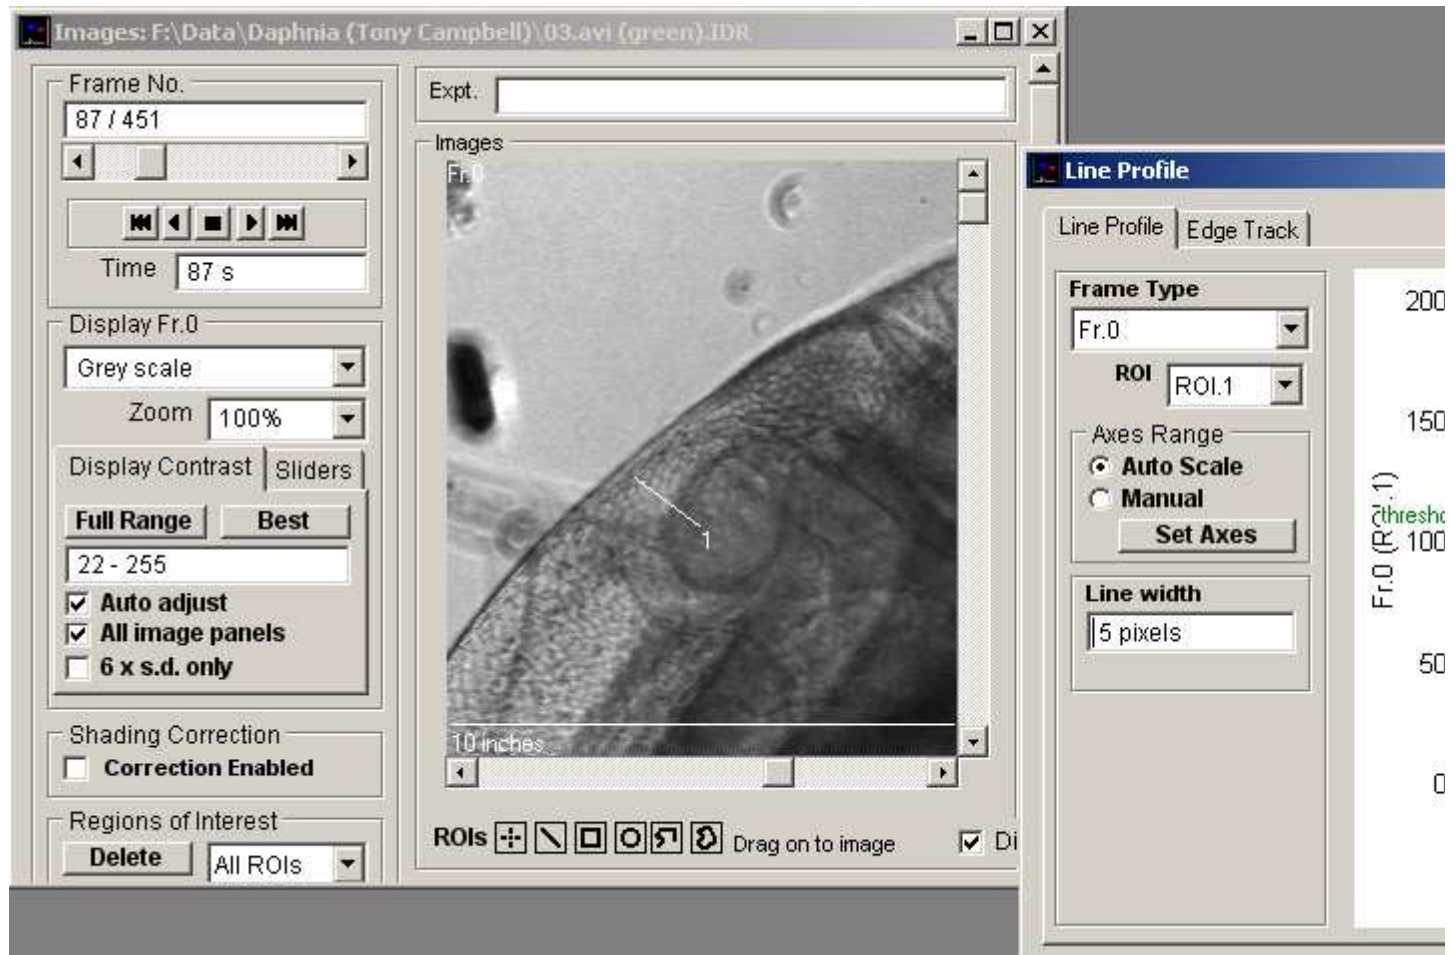 Images: F:\Data\Daphnia (Tony Campbell)\03.avi (green).IDR
Frame No.
87 / 451
Time 87 s
Display Fr.0
Grey scale
Zoom 100%
Display Contrast Sliders
Full Range Best
22 - 255
Auto adjust
All image panels
6 x s.d. only
Shading Correction
Correction Enabled
Regions of Interest
Delete All ROIs
Expt.
Images
Fr.0
1
10 inches
ROIs Drag on to image Di
Line Profile
Line Profile Edge Track
Frame Type
Fr.0
ROI ROI.1
Axes Range
Auto Scale
Manual
Set Axes
Line width
5 pixels
200
150
thresho
100
50
0